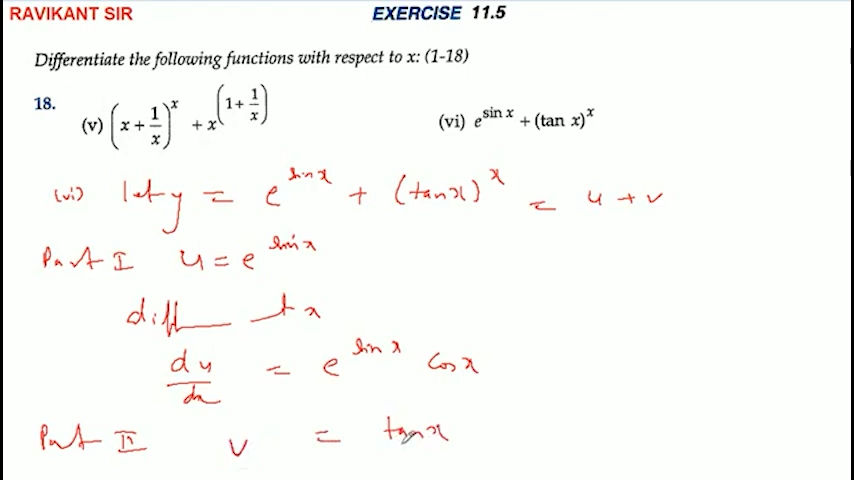 RAVIKANT SIR EXERCISE 11.5
Differentiate the following functions with respect to x: (1-18)
18. (v) (x + 1/x)^x + x^(1 + 1/x) (vi) e^sin x + (tan x)^x
(vi) let y = e^sin x + (tan x)^x = u + v
Part I u = e^sin x
diff t x
du/dx = e^sin x cos x
Part II v = tan x